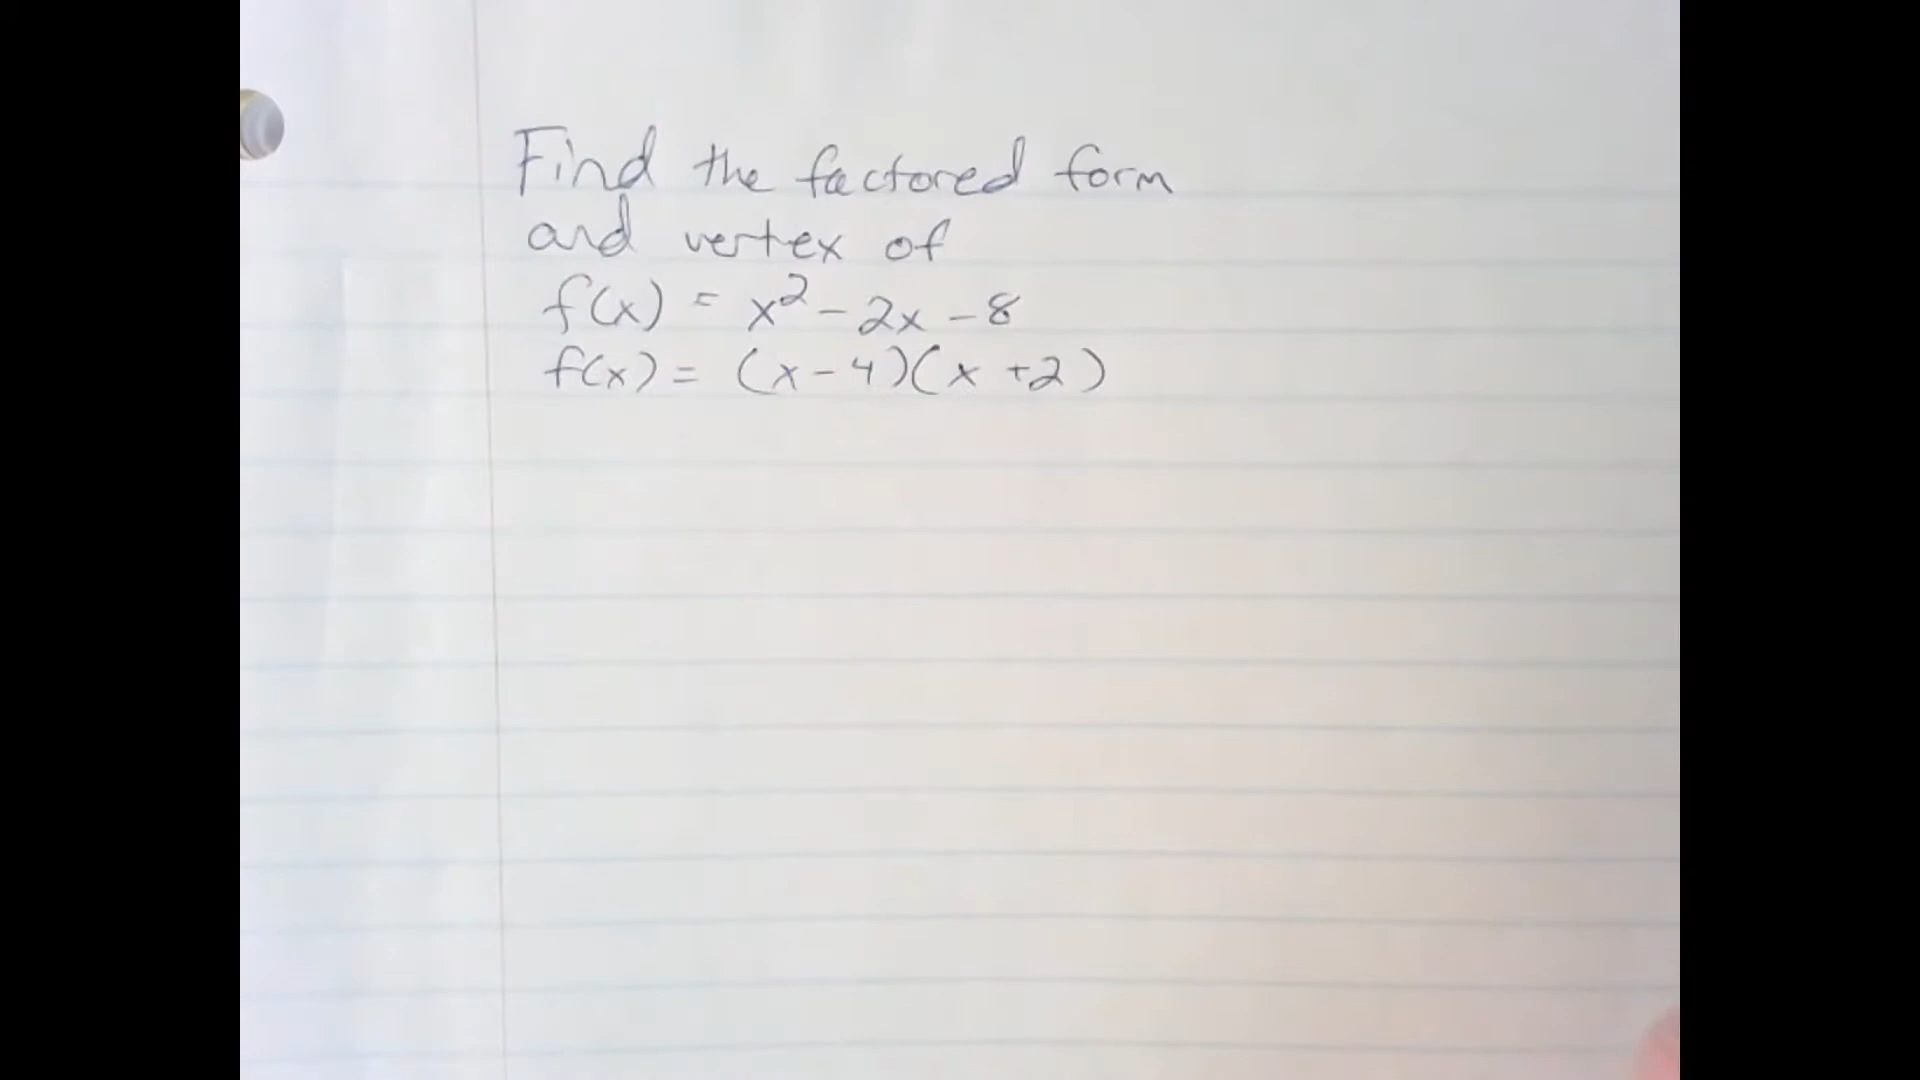 Find the factored form
and vertex of
f(x) = x² - 2x - 8
f(x) = (x - 4)(x + 2)